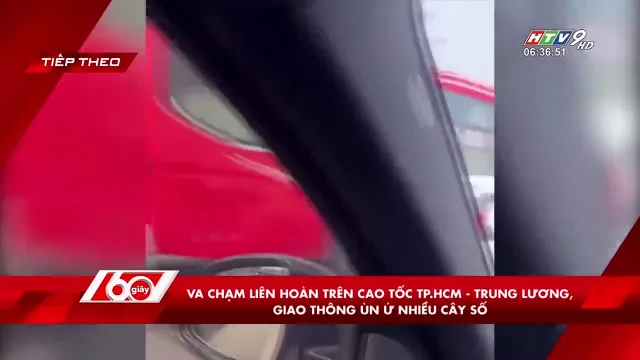 TIẾP THEO
HTV9 HD
06:36:51
60 giây
VA CHẠM LIÊN HOÀN TRÊN CAO TỐC TP.HCM - TRUNG LƯƠNG,
GIAO THÔNG ÙN Ứ NHIỀU CÂY SỐ